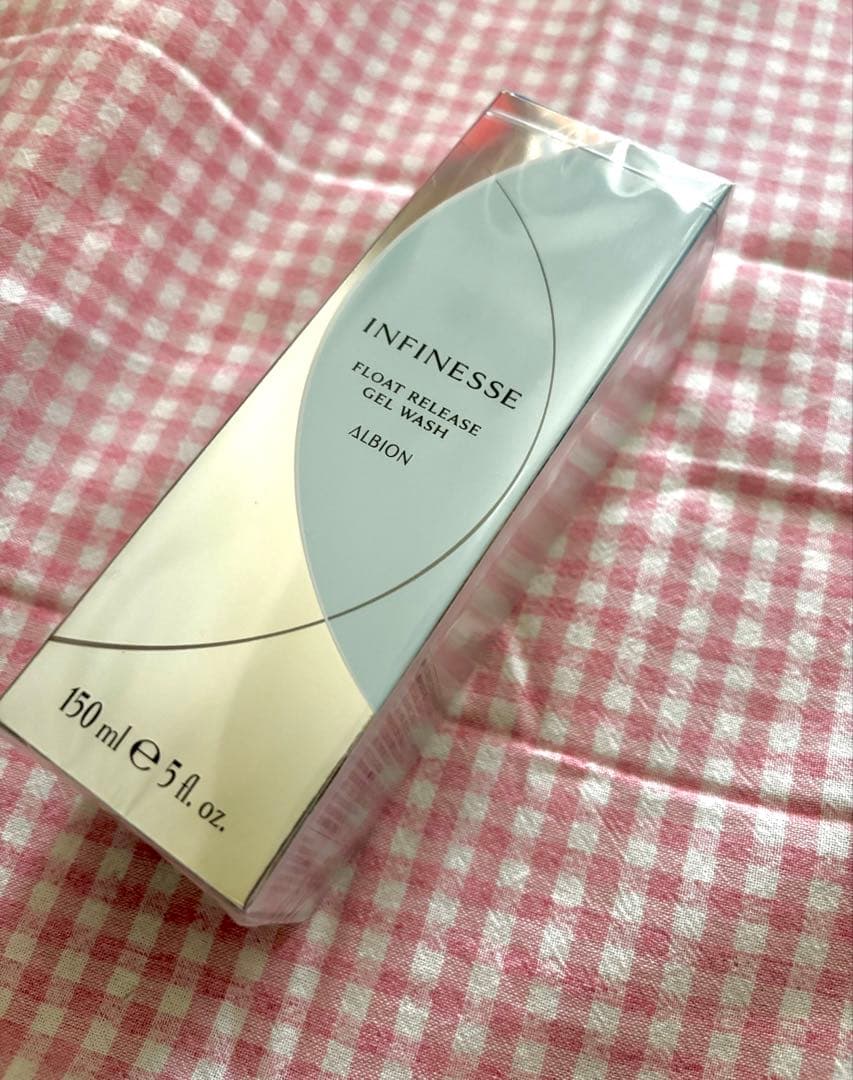 INFINESSE
FLOAT RELEASE
GEL WASH
ALBION
150 ml ℮ 5 fl. oz.